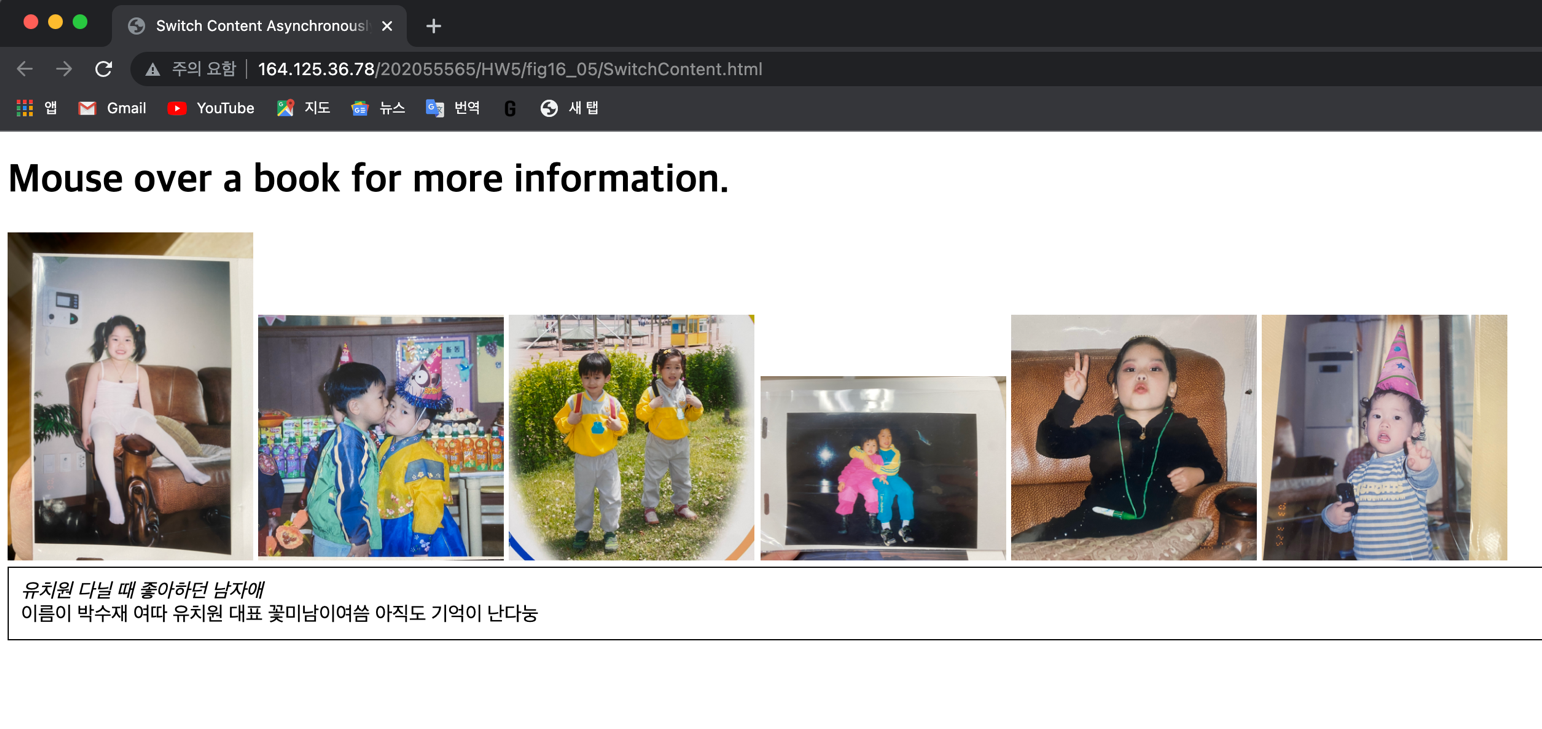 Switch Content Asynchronousl
주의 요함 164.125.36.78/202055565/HW5/fig16_05/SwitchContent.html
앱 Gmail YouTube 지도 뉴스 번역 G 새 탭
Mouse over a book for more information.
유치원 다닐 때 좋아하던 남자애
이름이 박수재 여따 유치원 대표 꽃미남이여씀 아직도 기억이 난다눙